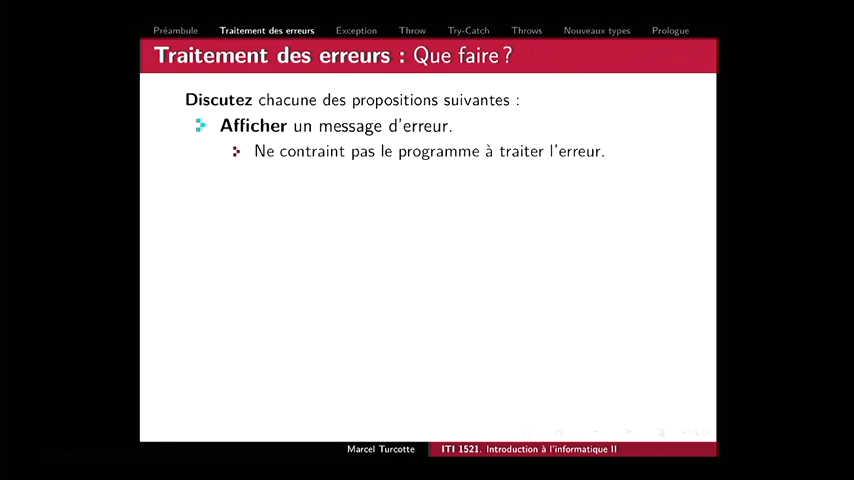 Préambule Traitement des erreurs Exception Throw Try-Catch Throws Nouveaux types Prologue
Traitement des erreurs : Que faire ?
Discutez chacune des propositions suivantes :
Afficher un message d'erreur.
Ne contraint pas le programme à traiter l'erreur.
Marcel Turcotte ITI 1521. Introduction à l'informatique II